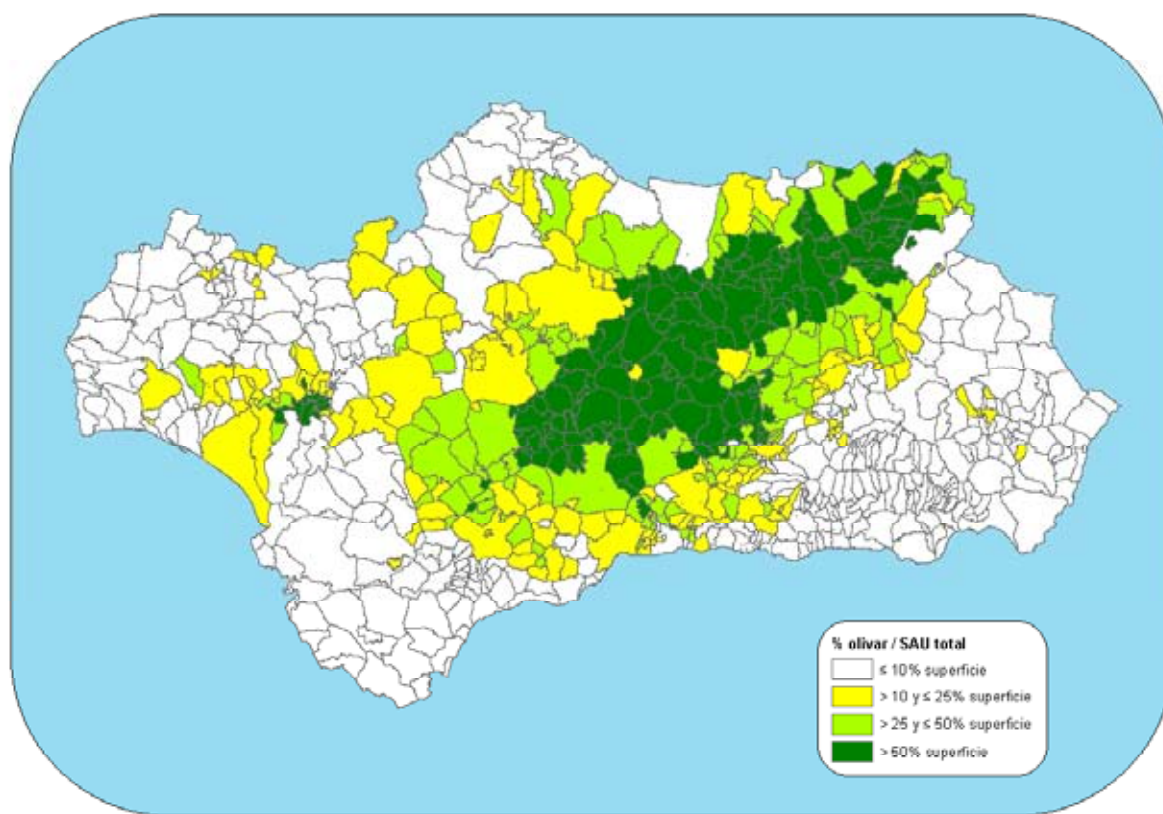 % olivar / SAU total
≤ 10% superficie
> 10 y ≤ 25% superficie
> 25 y ≤ 50% superficie
> 50% superficie